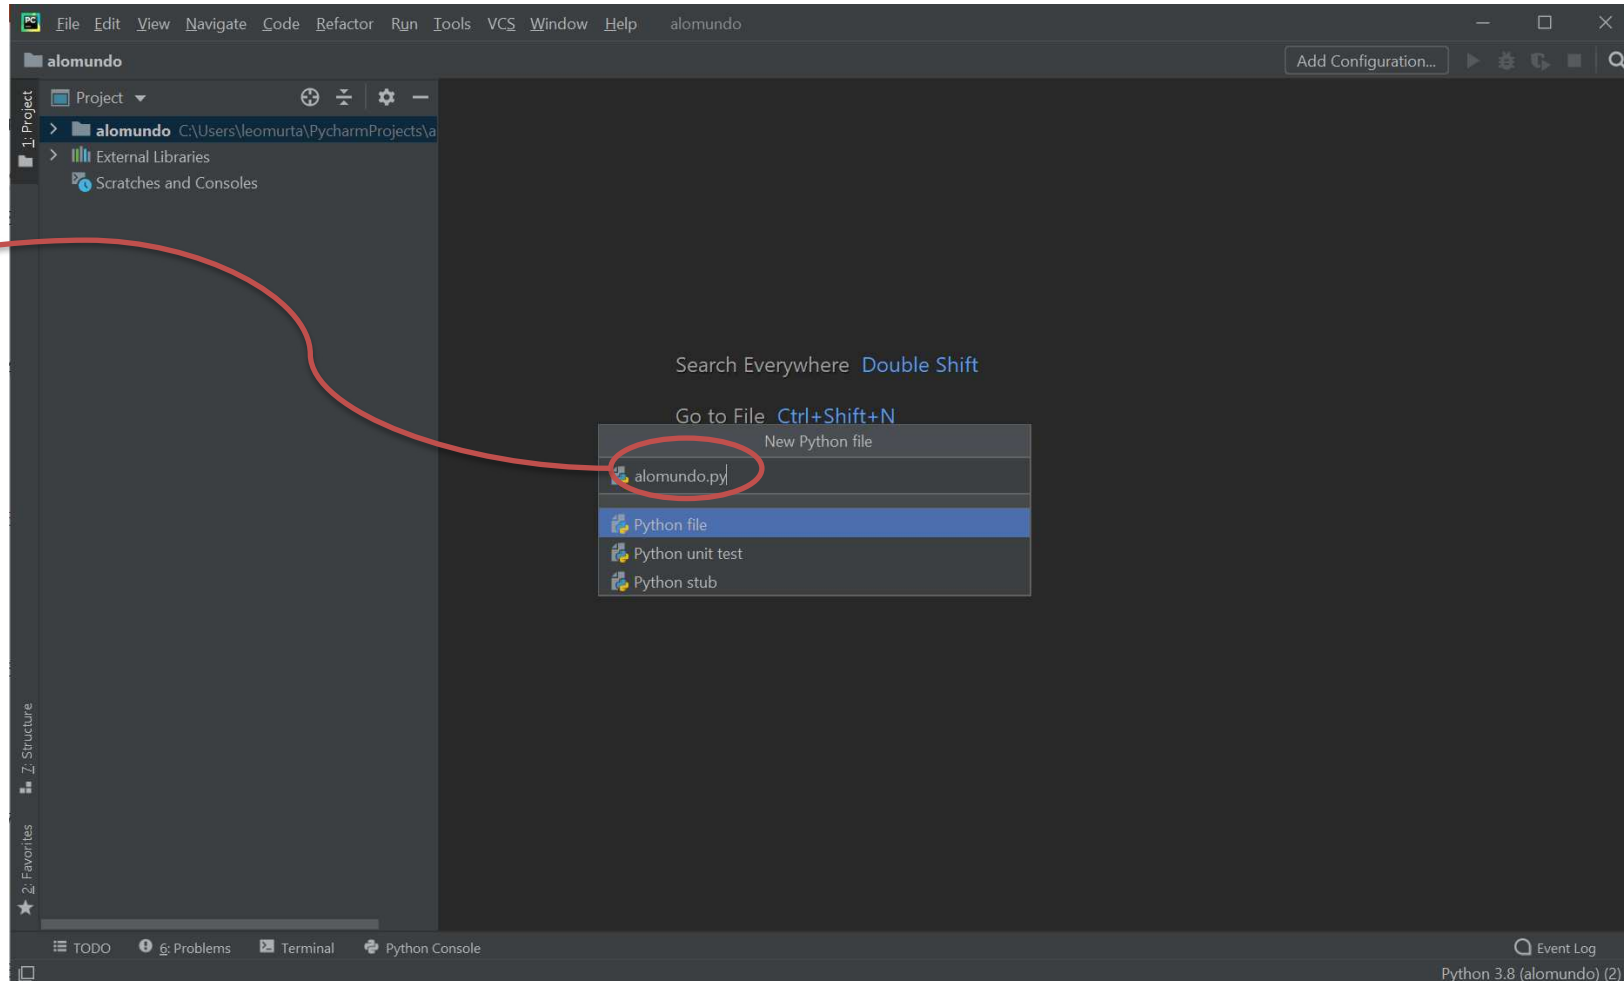 PC File Edit View Navigate Code Refactor Run Tools VCS Window Help alomundo
alomundo Add Configuration...
1: Project
Project
alomundo C:\Users\leomurta\PycharmProjects\a
External Libraries
Scratches and Consoles
Search Everywhere Double Shift
Go to File Ctrl+Shift+N
New Python file
alomundo.py
Python file
Python unit test
Python stub
7: Structure
2: Favorites
TODO 6: Problems Terminal Python Console Event Log
Python 3.8 (alomundo) (2)